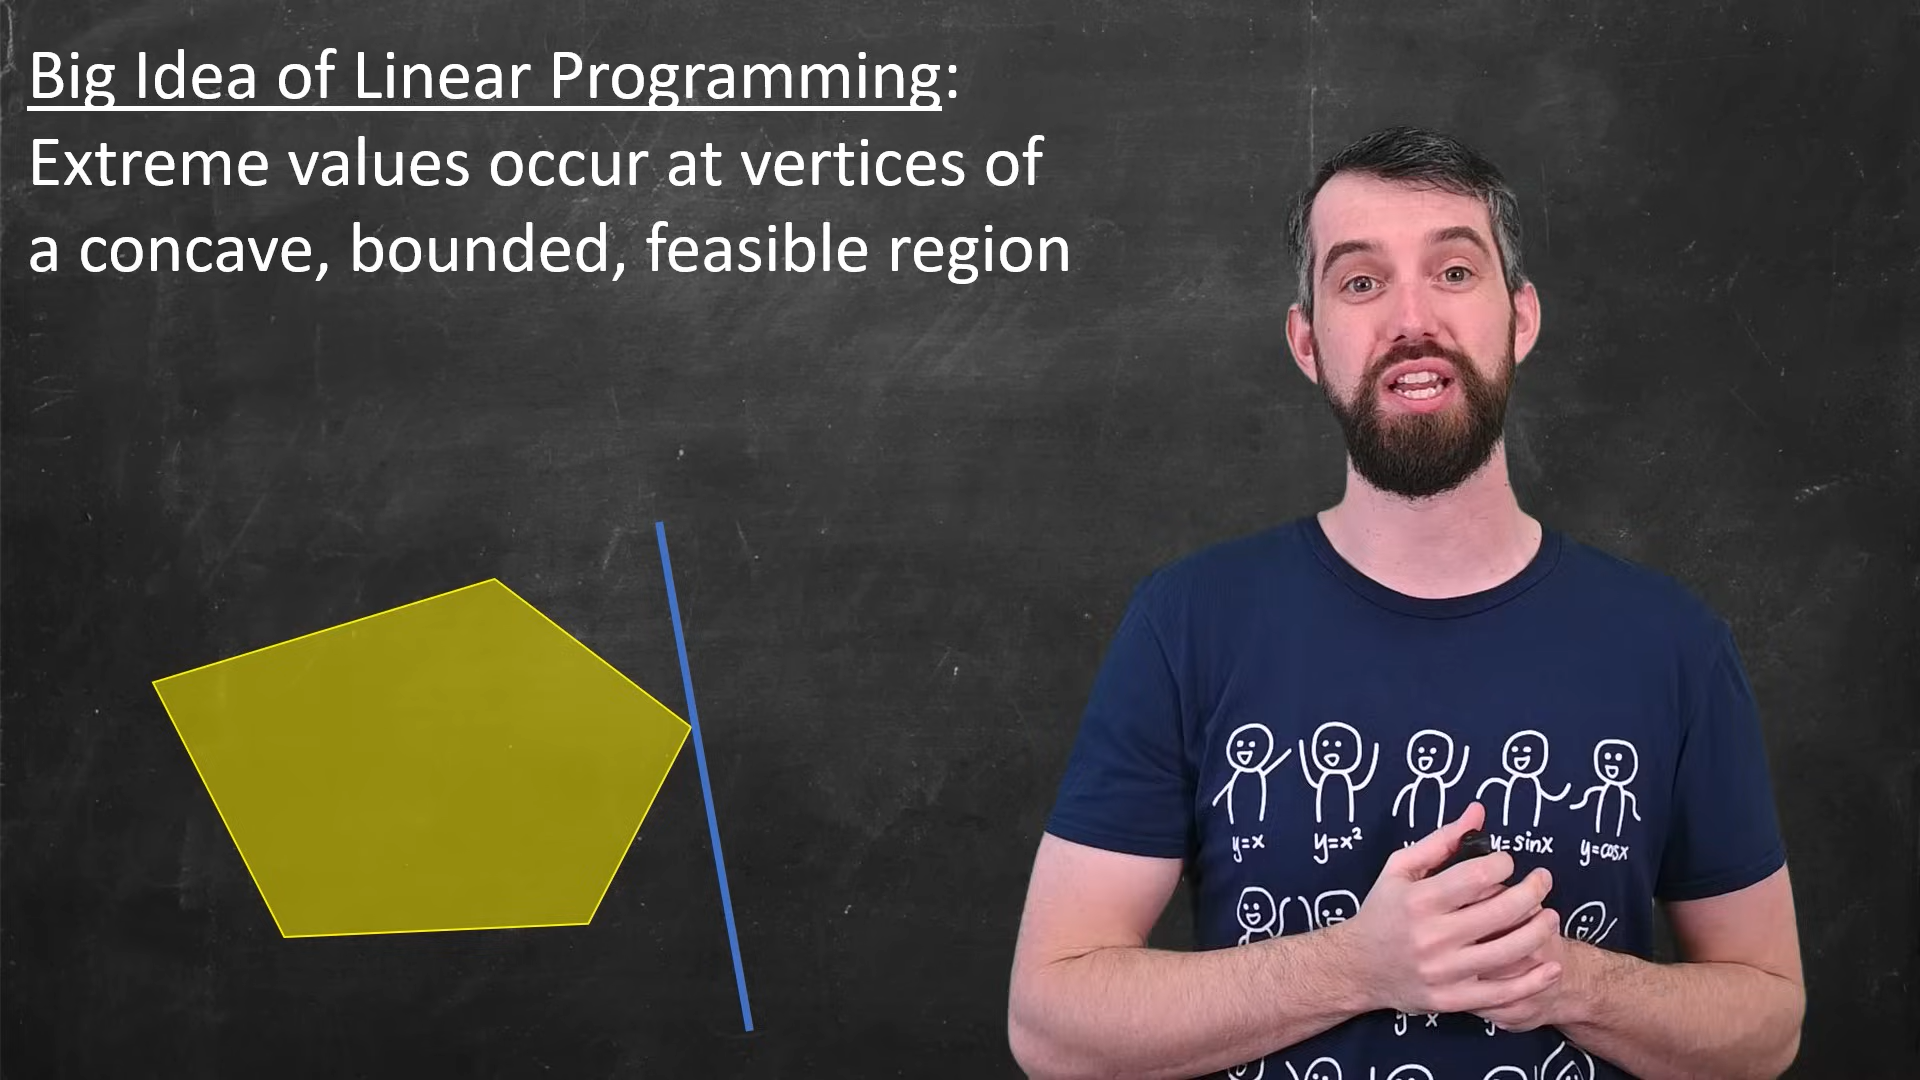 Big Idea of Linear Programming:
Extreme values occur at vertices of
a concave, bounded, feasible region
y=x
y=x²
y=sinx
y=cosx